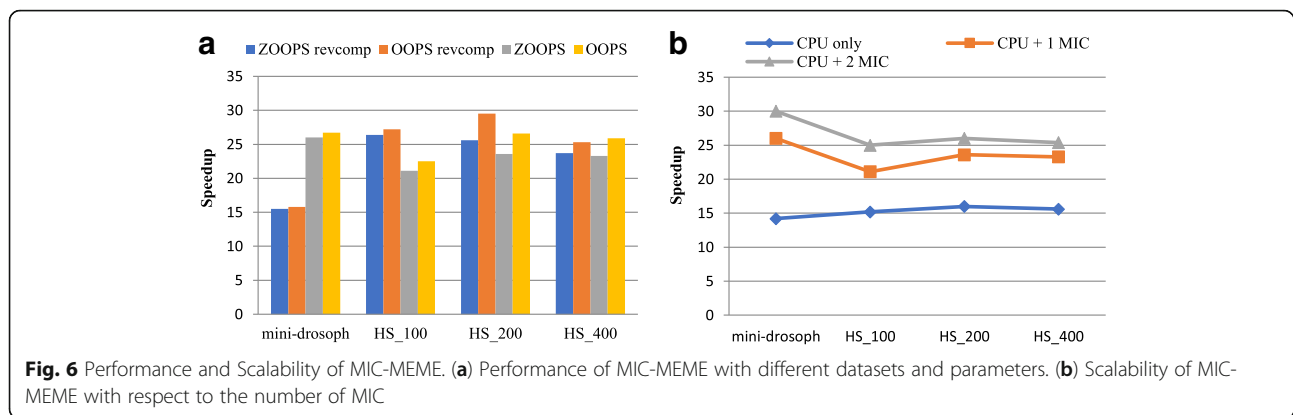 a
ZOOPS revcomp OOPS revcomp ZOOPS OOPS
35
30
25
20
15
10
5
0
Speedup
mini-drosoph HS_100 HS_200 HS_400
b
CPU only CPU + 1 MIC
CPU + 2 MIC
35
30
25
20
15
10
5
0
Speedup
mini-drosoph HS_100 HS_200 HS_400
Fig. 6 Performance and Scalability of MIC-MEME. (a) Performance of MIC-MEME with different datasets and parameters. (b) Scalability of MIC-
MEME with respect to the number of MIC